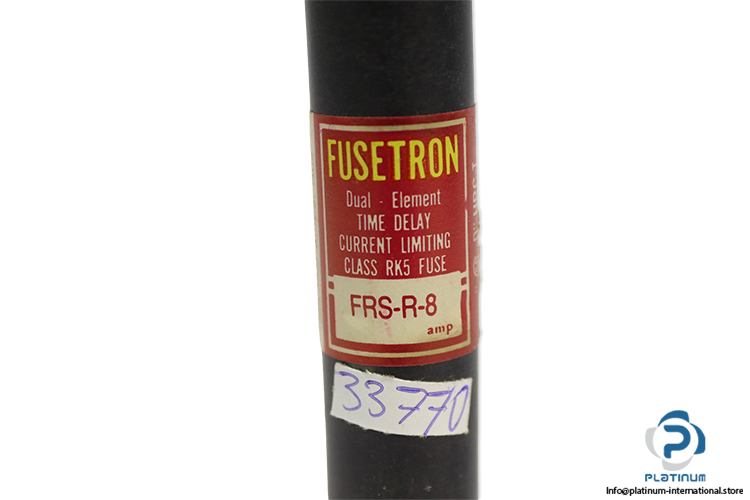 FUSETRON
Dual - Element
TIME DELAY
CURRENT LIMITING
CLASS RK5 FUSE
FRS-R-8
amp
33770
PLATINUM
Info@platinum-international.store